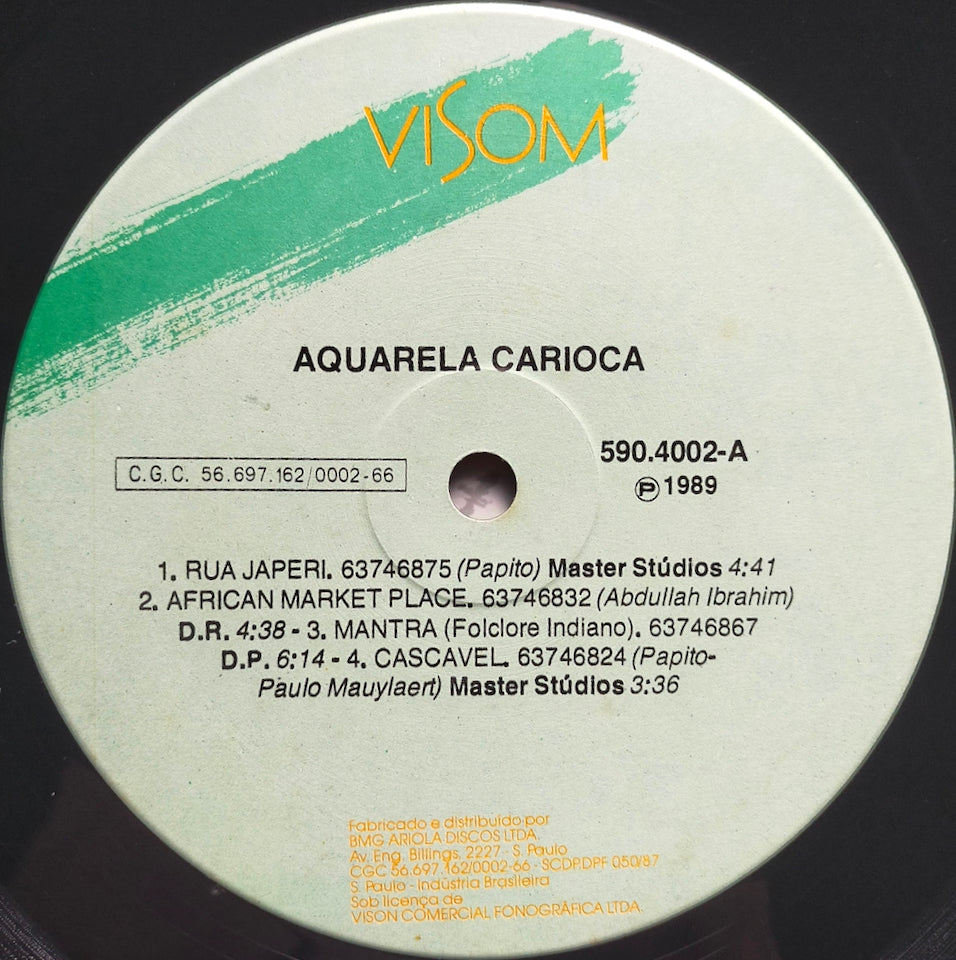 VISOM
AQUARELA CARIOCA
C.G.C. 56.697.162/0002-66
590.4002-A
Ⓟ 1989
1. RUA JAPERI. 63746875 (Papito) Master Stúdios 4:41
2. AFRICAN MARKET PLACE. 63746832 (Abdullah Ibrahim)
D.R. 4:38 - 3. MANTRA (Folclore Indiano). 63746867
D.P. 6:14 - 4. CASCAVEL. 63746824 (Papito-
Paulo Mauylaert) Master Stúdios 3:36
Fabricado e distribuído por
BMG ARIOLA DISCOS LTDA.
Av. Eng. Billings, 2227 - S. Paulo
CGC 56.697.162/0002-66 - SCDP.DPF 050/87
S. Paulo - Indústria Brasileira
Sob licença de
VISON COMERCIAL FONOGRÁFICA LTDA.